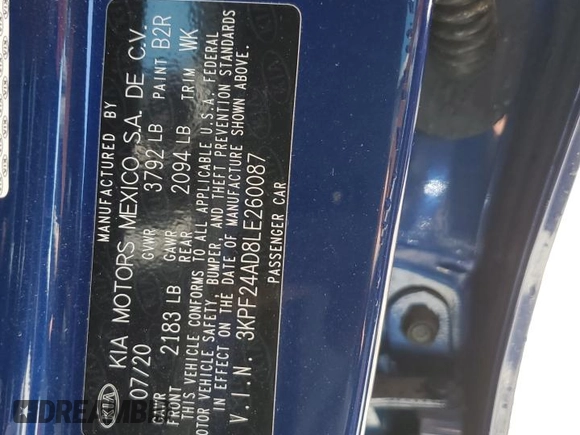 MANUFACTURED BY
KIA KIA MOTORS MEXICO S.A. DE C.V.
07/20 GVWR 3792 LB PAINT B2R
GAWR FRONT 2183 LB GAWR REAR 2094 LB TRIM WK
THIS VEHICLE CONFORMS TO ALL APPLICABLE U.S.A. FEDERAL
MOTOR VEHICLE SAFETY, BUMPER, AND THEFT PREVENTION STANDARDS
IN EFFECT ON THE DATE OF MANUFACTURE SHOWN ABOVE.
V.I.N. 3KPF24AD8LE260087
PASSENGER CAR